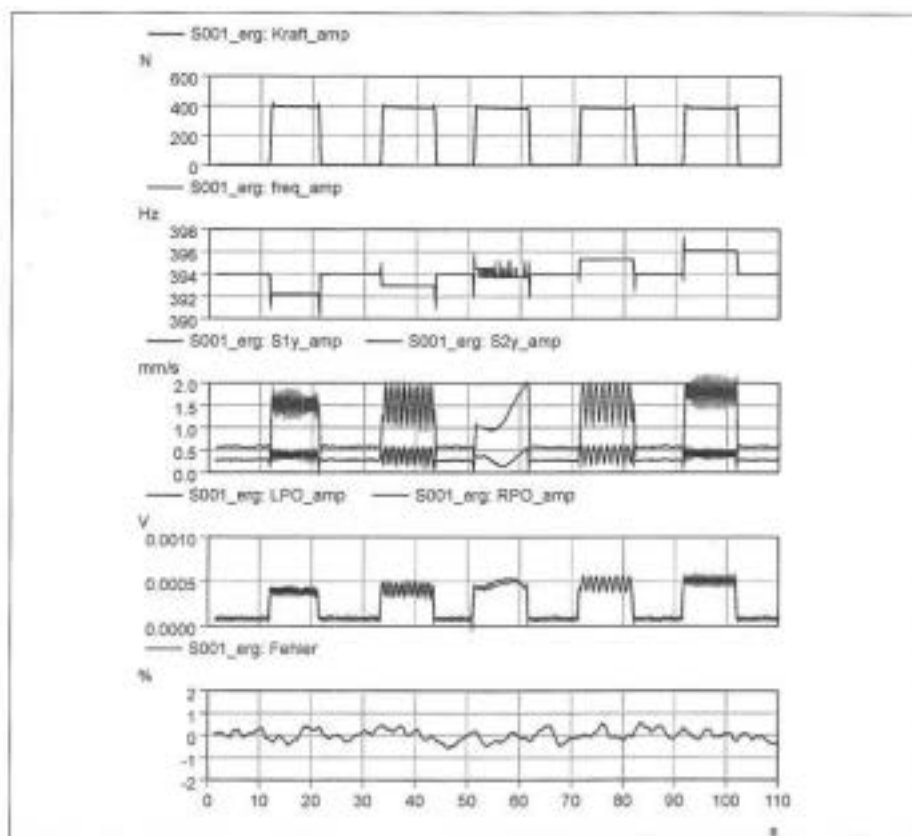 S001_erg: Kraft_amp
N
600
400
200
0
S001_erg: freq_amp
Hz
398
396
394
392
390
S001_erg: S1y_amp S001_erg: S2y_amp
mm/s
2.0
1.5
1.0
0.5
0.0
S001_erg: LPO_amp S001_erg: RPO_amp
V
0.0010
0.0005
0.0000
S001_erg: Fehler
%
2
1
0
-1
-2
0 10 20 30 40 50 60 70 80 90 100 110
s